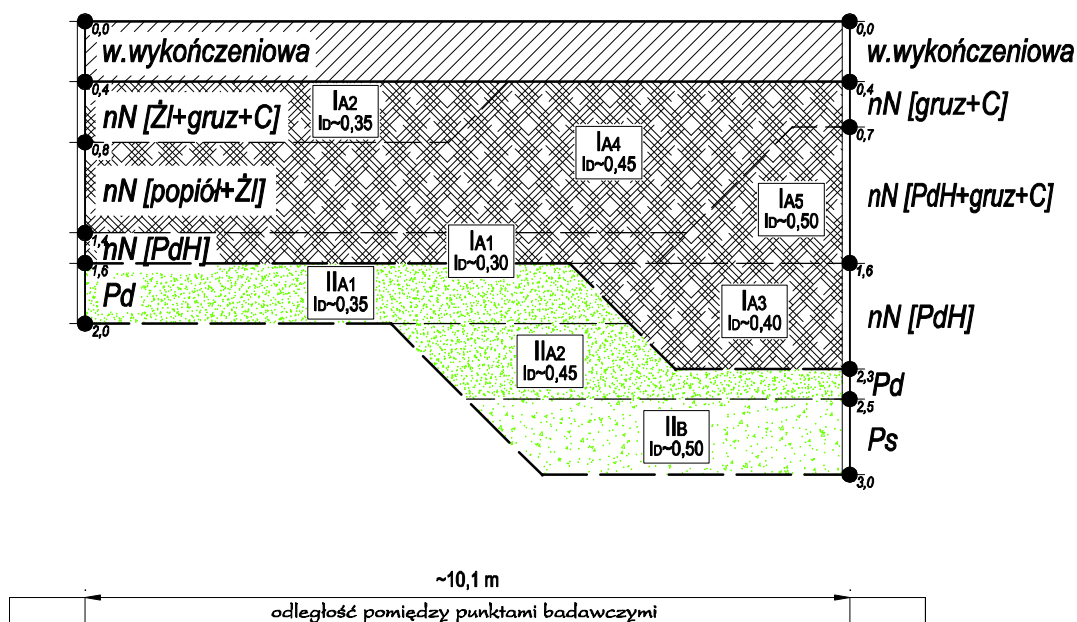 0,0
0,0
w.wykończeniowa
w.wykończeniowa
0,4
0,4
nN [Żl+gruz+C]
IA2
ID~0,35
nN [gruz+C]
0,7
0,8
IA4
ID~0,45
nN [popiół+Żl]
IA5
ID~0,50
nN [PdH+gruz+C]
1,4
nN [PdH]
IA1
ID~0,30
1,6
1,6
Pd
IIA1
ID~0,35
IA3
ID~0,40
nN [PdH]
2,0
IIA2
ID~0,45
2,3
Pd
2,5
IIB
ID~0,50
Ps
3,0
~10,1 m
odległość pomiędzy punktami badawczymi